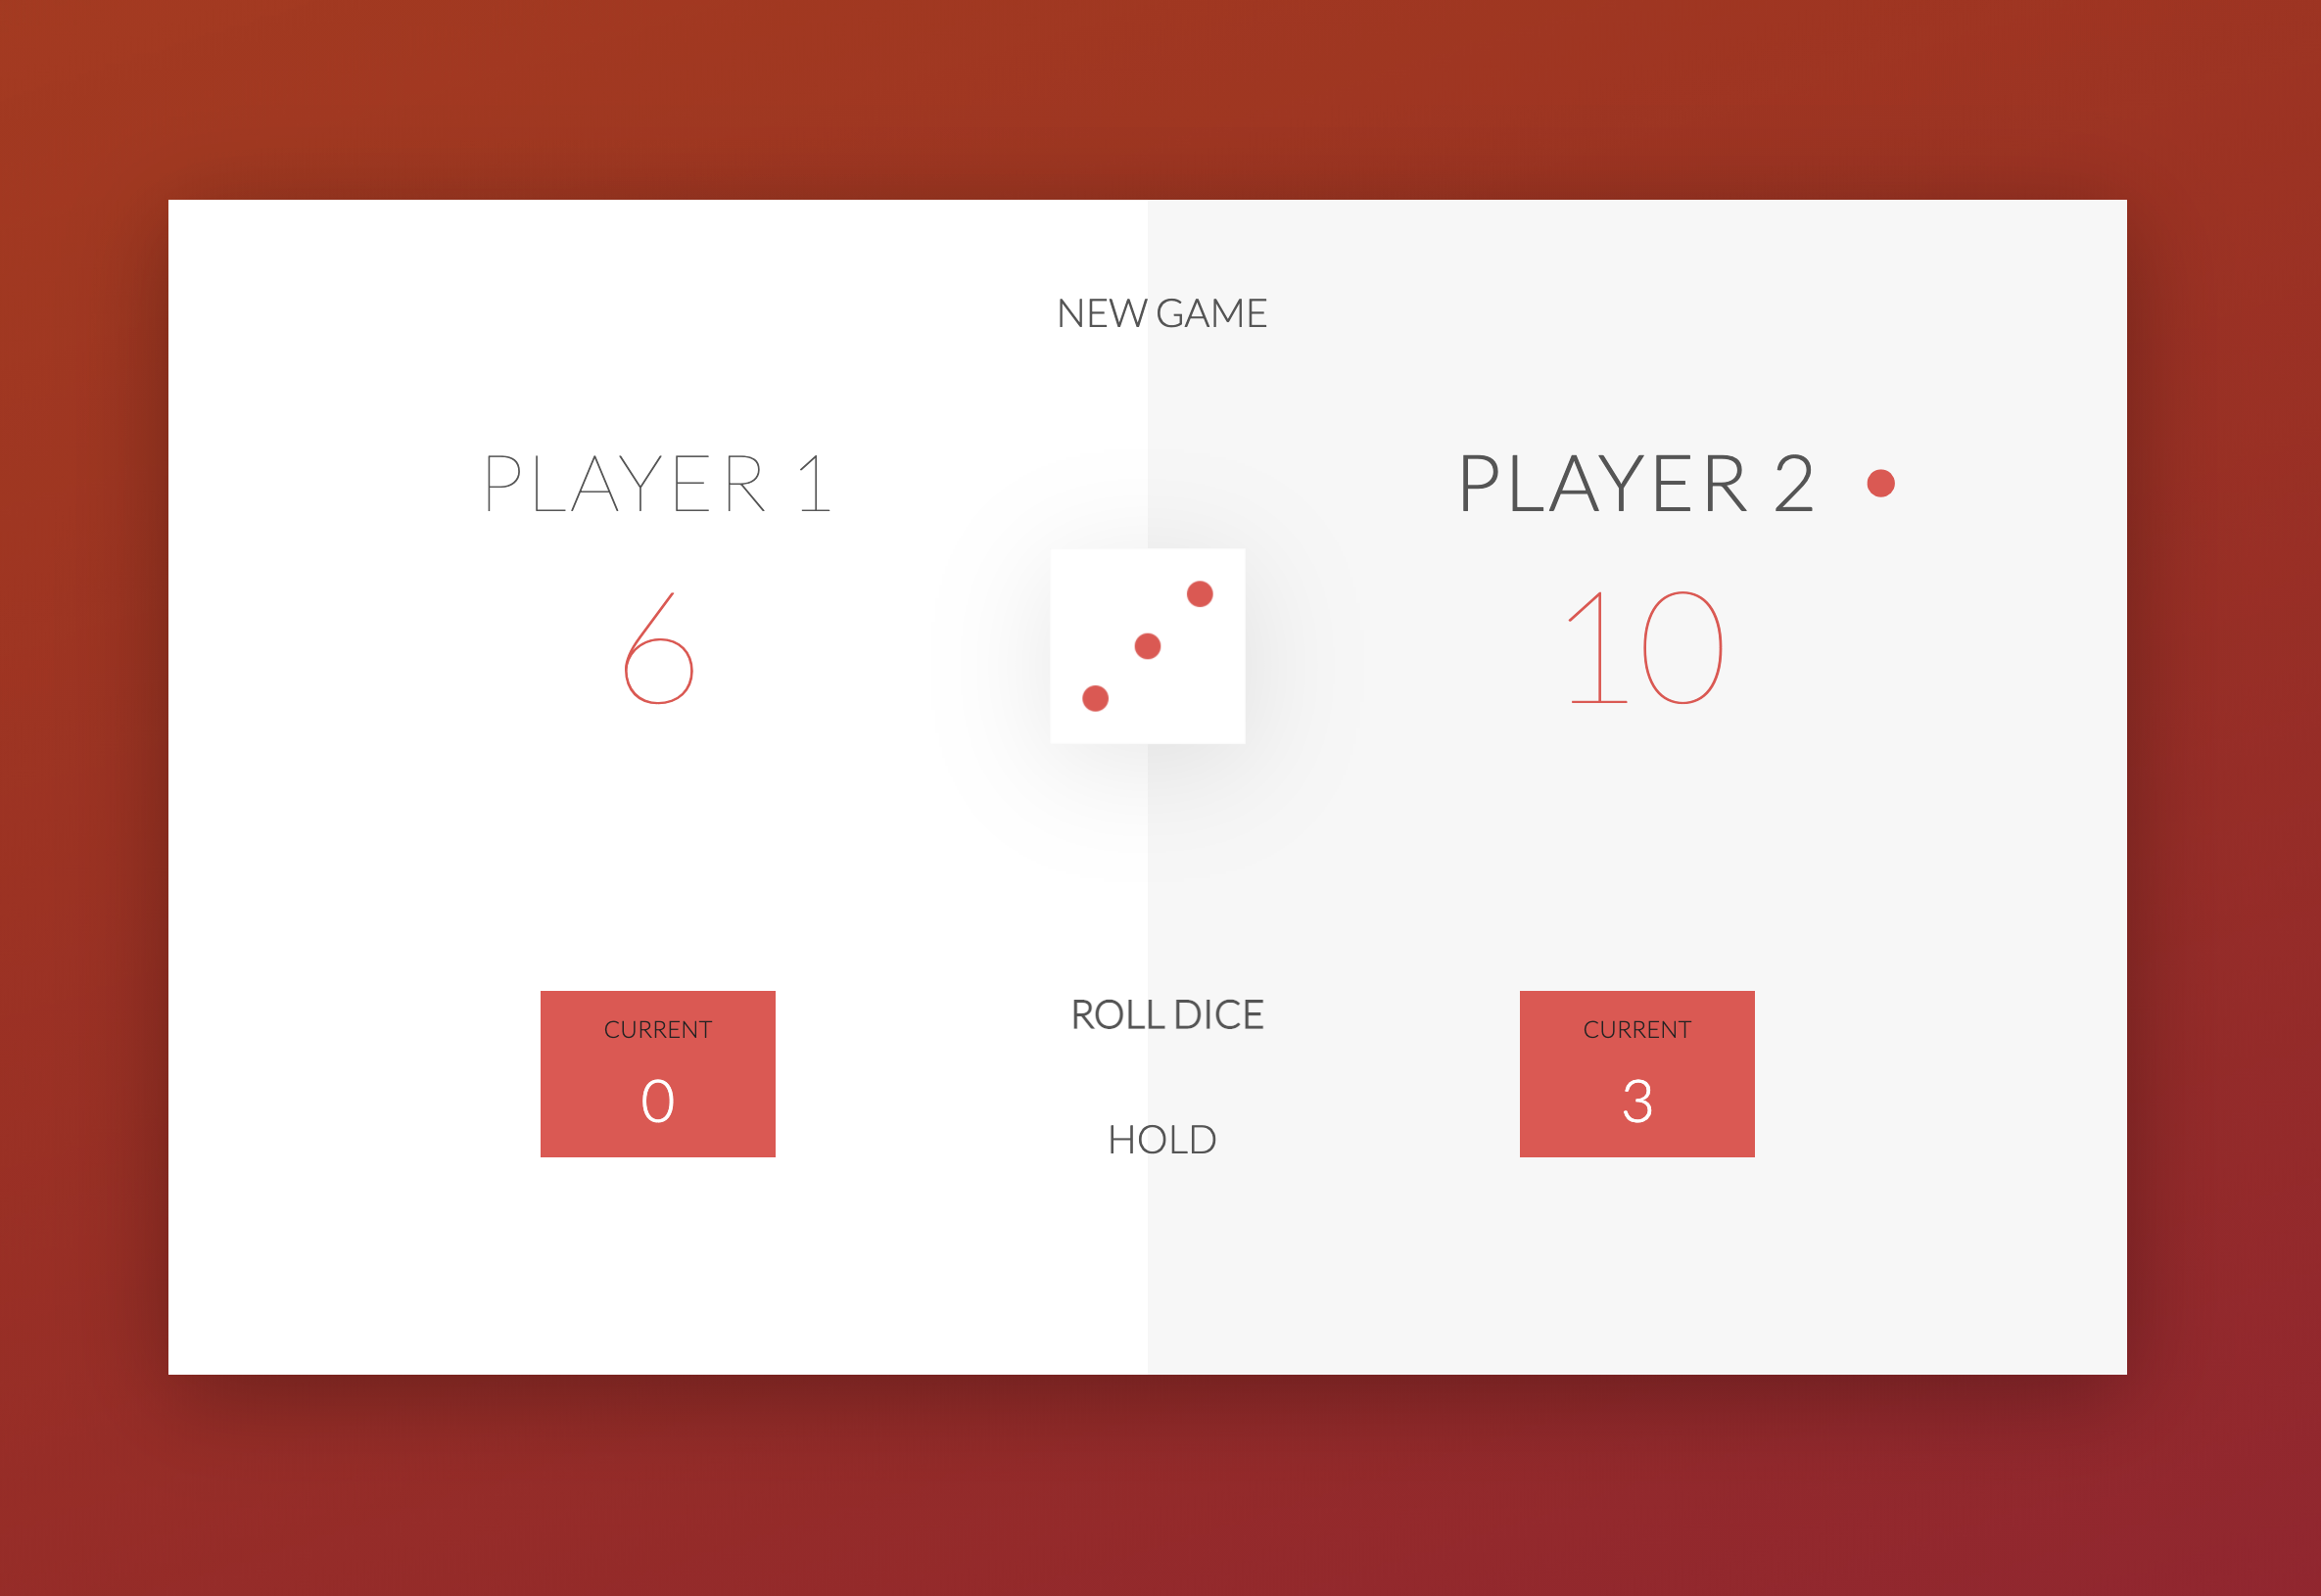 NEW GAME
PLAYER 1
6
PLAYER 2
10
CURRENT
0
ROLL DICE
HOLD
CURRENT
3